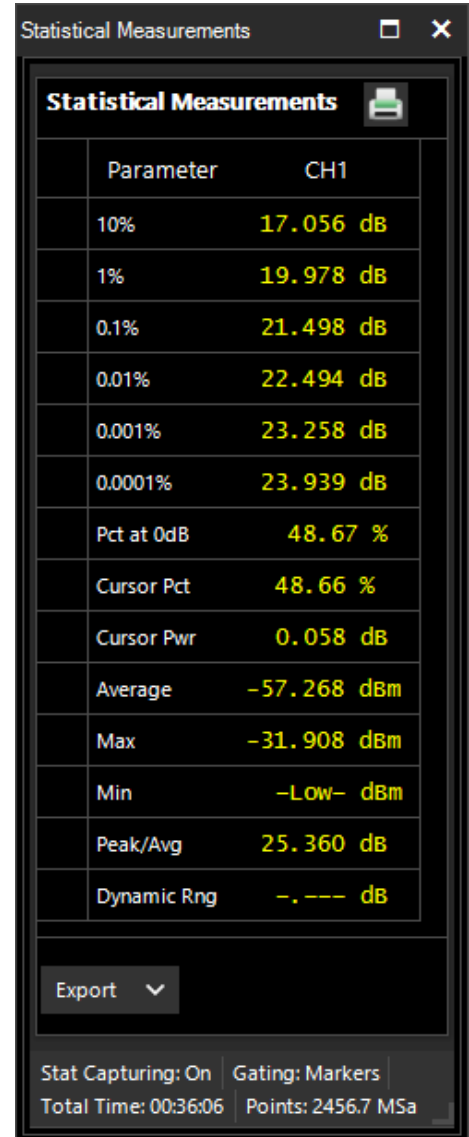 Statistical Measurements
Statistical Measurements
Parameter CH1
10% 17.056 dB
1% 19.978 dB
0.1% 21.498 dB
0.01% 22.494 dB
0.001% 23.258 dB
0.0001% 23.939 dB
Pct at 0dB 48.67 %
Cursor Pct 48.66 %
Cursor Pwr 0.058 dB
Average -57.268 dBm
Max -31.908 dBm
Min -Low- dBm
Peak/Avg 25.360 dB
Dynamic Rng -.--- dB
Export
Stat Capturing: On Gating: Markers
Total Time: 00:36:06 Points: 2456.7 MSa